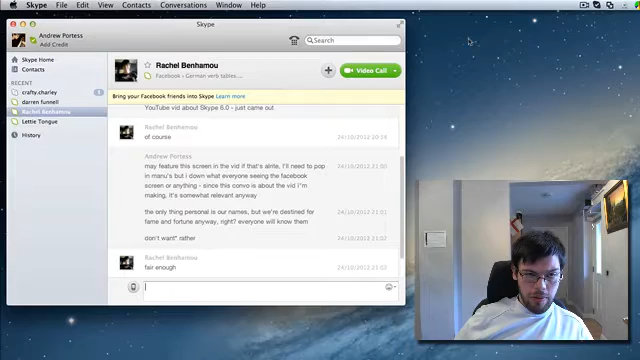 Skype File Edit View Contacts Conversations Window Help
Skype
Andrew Portess
Add Credit
Search
Skype Home
Contacts
RECENT
crafty.charley
darren funnell
Rachel Benhamou
Lettie Tongue
History
Rachel Benhamou
Facebook - German verb tables....
Video Call
Bring your Facebook friends into Skype Learn more
YouTube vid about Skype 6.0 - just came out
Rachel Benhamou
of course 24/10/2012 20:59
Andrew Portess
may feature this screen in the vid if that's alrite, I'll need to pop 24/10/2012 21:00
in manu's but i down what everyone seeing the facebook
screen or anything - since this convo is about the vid I'm
making, it's somewhat relevant anyway
the only thing personal is our names, but we're destined for 24/10/2012 21:01
fame and fortune anyway, right? everyone will know them
don't want* rather 24/10/2012 21:02
Rachel Benhamou
fair enough 24/10/2012 21:02